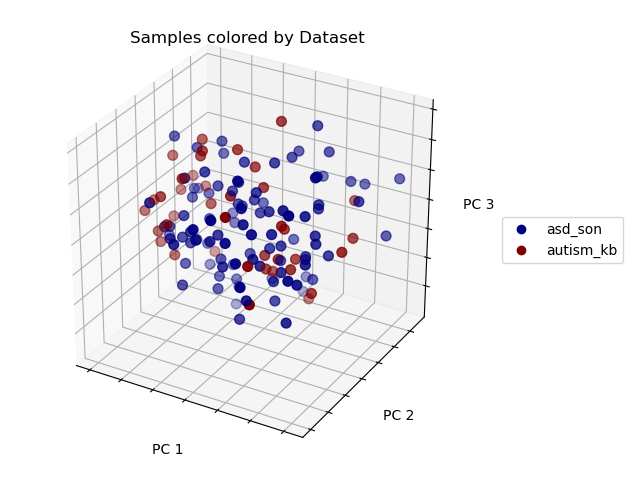 Samples colored by Dataset
PC 3
asd_son
autism_kb
PC 2
PC 1